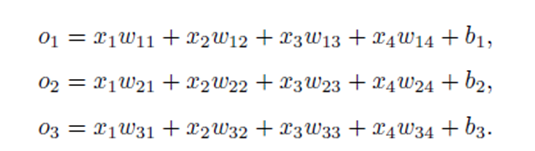 o₁ = x₁w₁₁ + x₂w₁₂ + x₃w₁₃ + x₄w₁₄ + b₁,
o₂ = x₁w₂₁ + x₂w₂₂ + x₃w₂₃ + x₄w₂₄ + b₂,
o₃ = x₁w₃₁ + x₂w₃₂ + x₃w₃₃ + x₄w₃₄ + b₃.